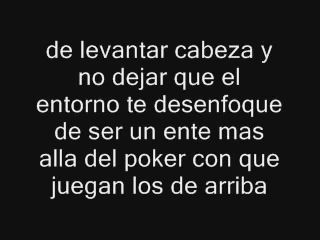 de levantar cabeza y
no dejar que el
entorno te desenfoque
de ser un ente mas
alla del poker con que
juegan los de arriba